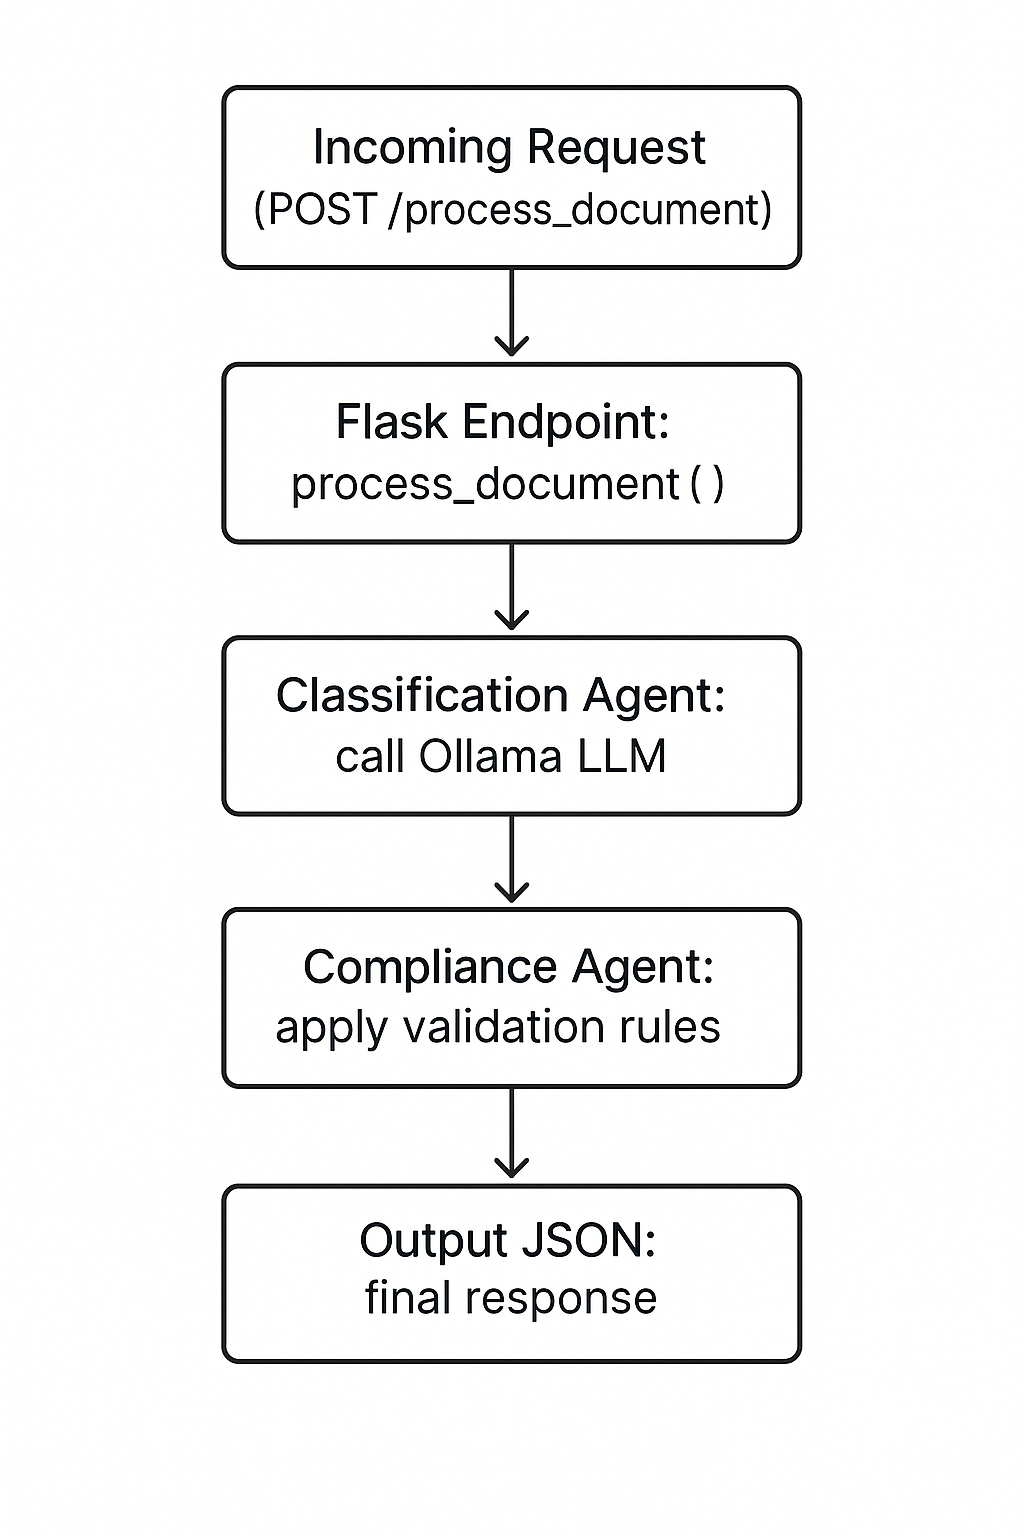 Incoming Request
(POST /process_document)
Flask Endpoint:
process_document()
Classification Agent:
call Ollama LLM
Compliance Agent:
apply validation rules
Output JSON:
final response